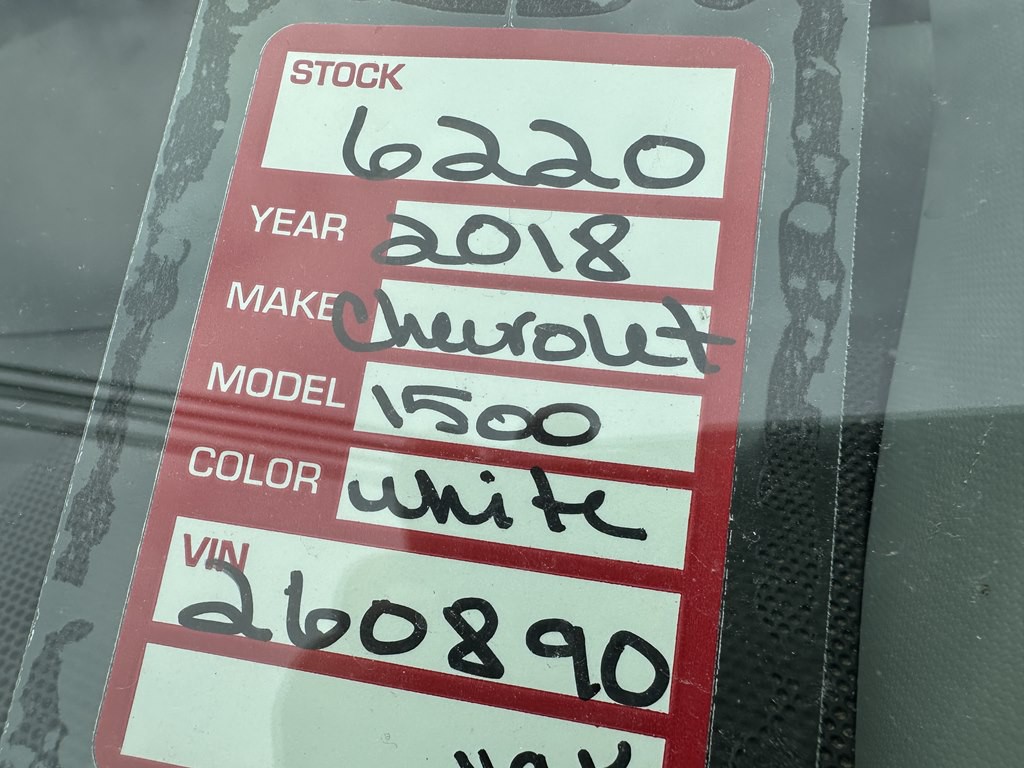 STOCK
6220
YEAR 2018
MAKE Chevrolet
MODEL 1500
COLOR white
VIN
260890